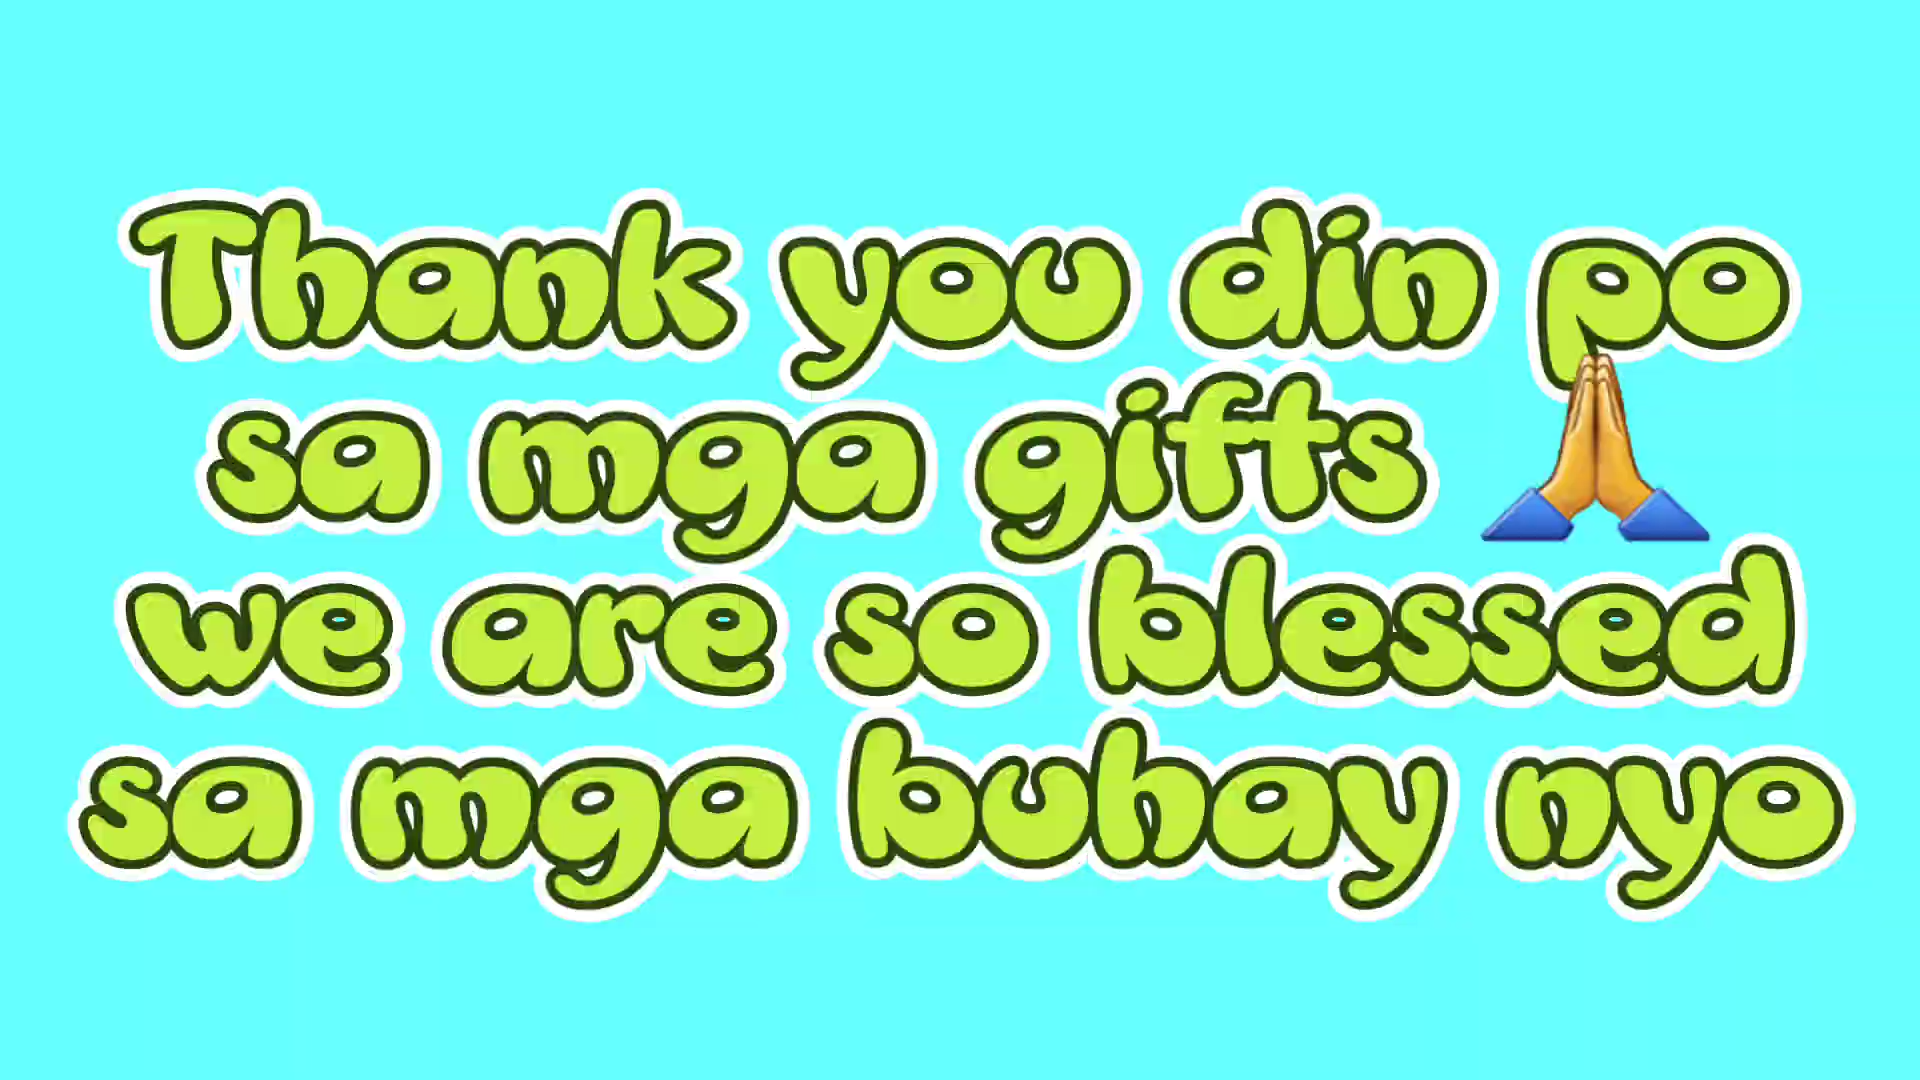 Thank you din po
sa mga gifts 🙏
we are so blessed
sa mga buhay nyo